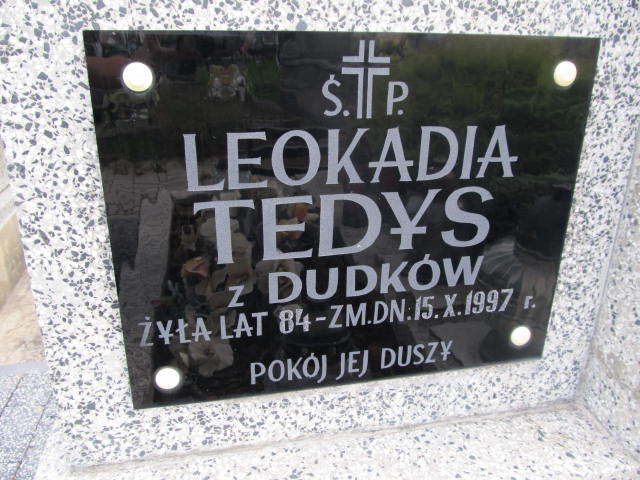 Ś. P.
LEOKADIA
TEDYS
z DUDKÓW
ŻYŁA LAT 84-ZM.DN.15.X.1997 r.
POKÓJ JEJ DUSZY